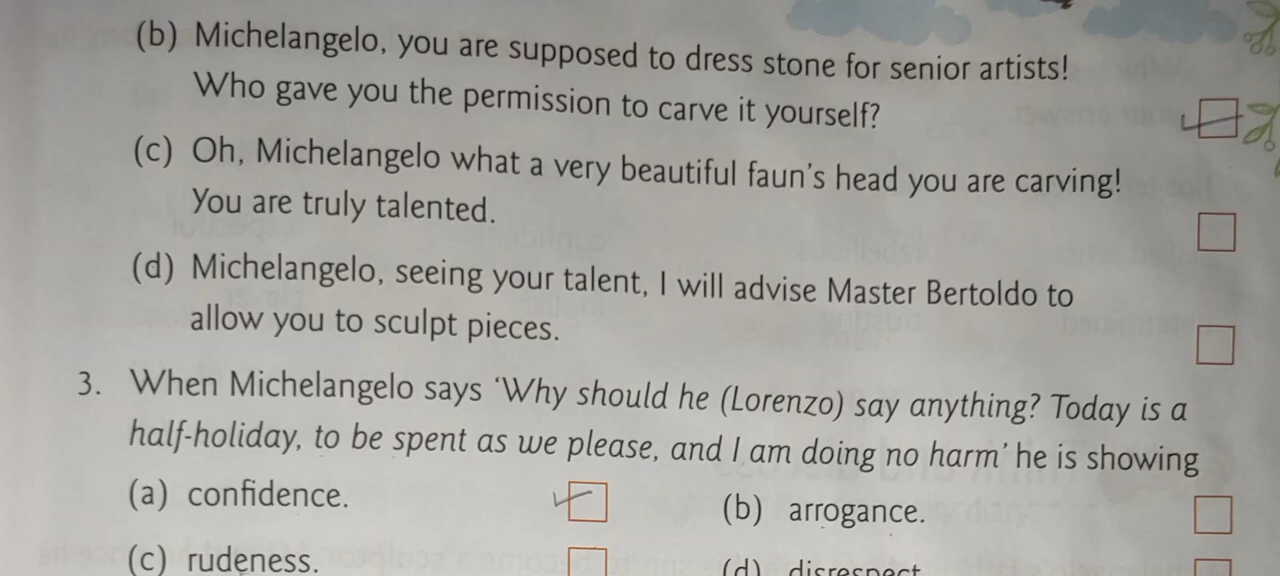 (b) Michelangelo, you are supposed to dress stone for senior artists!
Who gave you the permission to carve it yourself?
(c) Oh, Michelangelo what a very beautiful faun's head you are carving!
You are truly talented.
(d) Michelangelo, seeing your talent, I will advise Master Bertoldo to
allow you to sculpt pieces.
3. When Michelangelo says ‘Why should he (Lorenzo) say anything? Today is a
half-holiday, to be spent as we please, and I am doing no harm’ he is showing
(a) confidence. (b) arrogance.
(c) rudeness. (d) disrespect